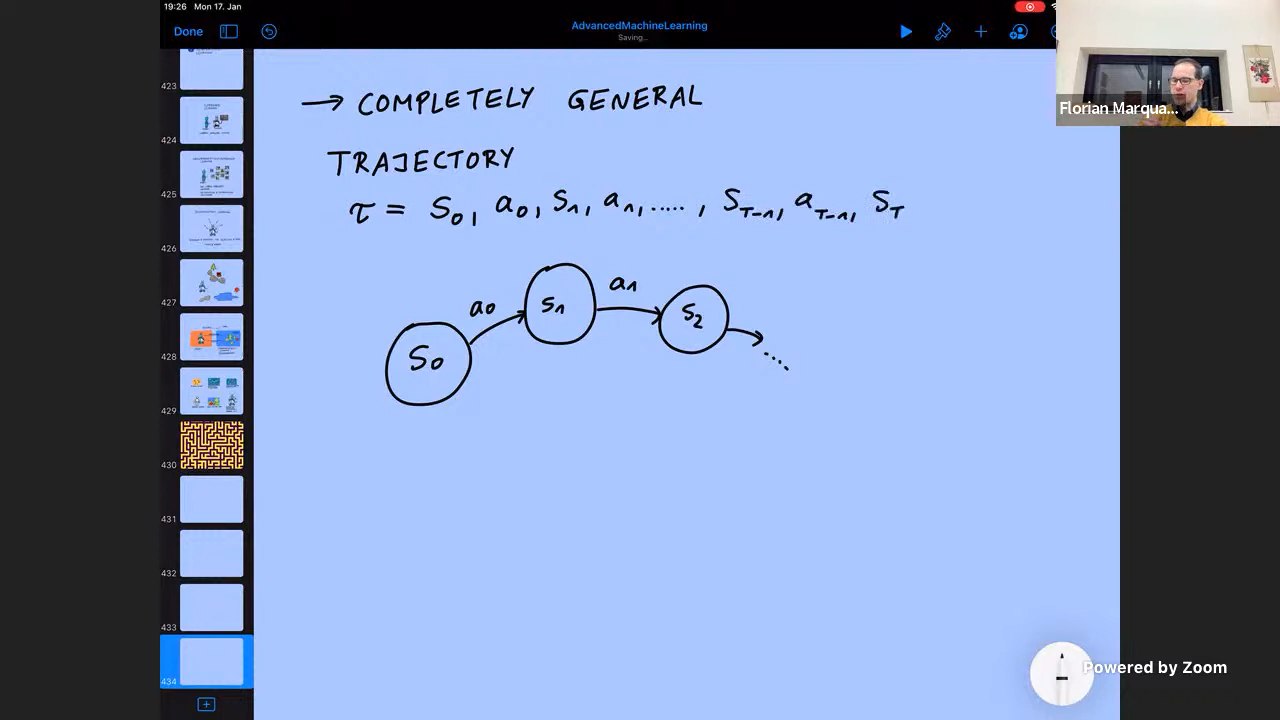 19:26 Mon 17. Jan
Done
AdvancedMachineLearning
Saving...
Florian Marqua...
→ COMPLETELY GENERAL
TRAJECTORY
τ = S0, a0, S1, a1, ....., ST-1, aT-1, ST
a0
S1
a1
S2
S0
.....
423
424
425
426
427
428
429
430
431
432
433
434
Powered by Zoom